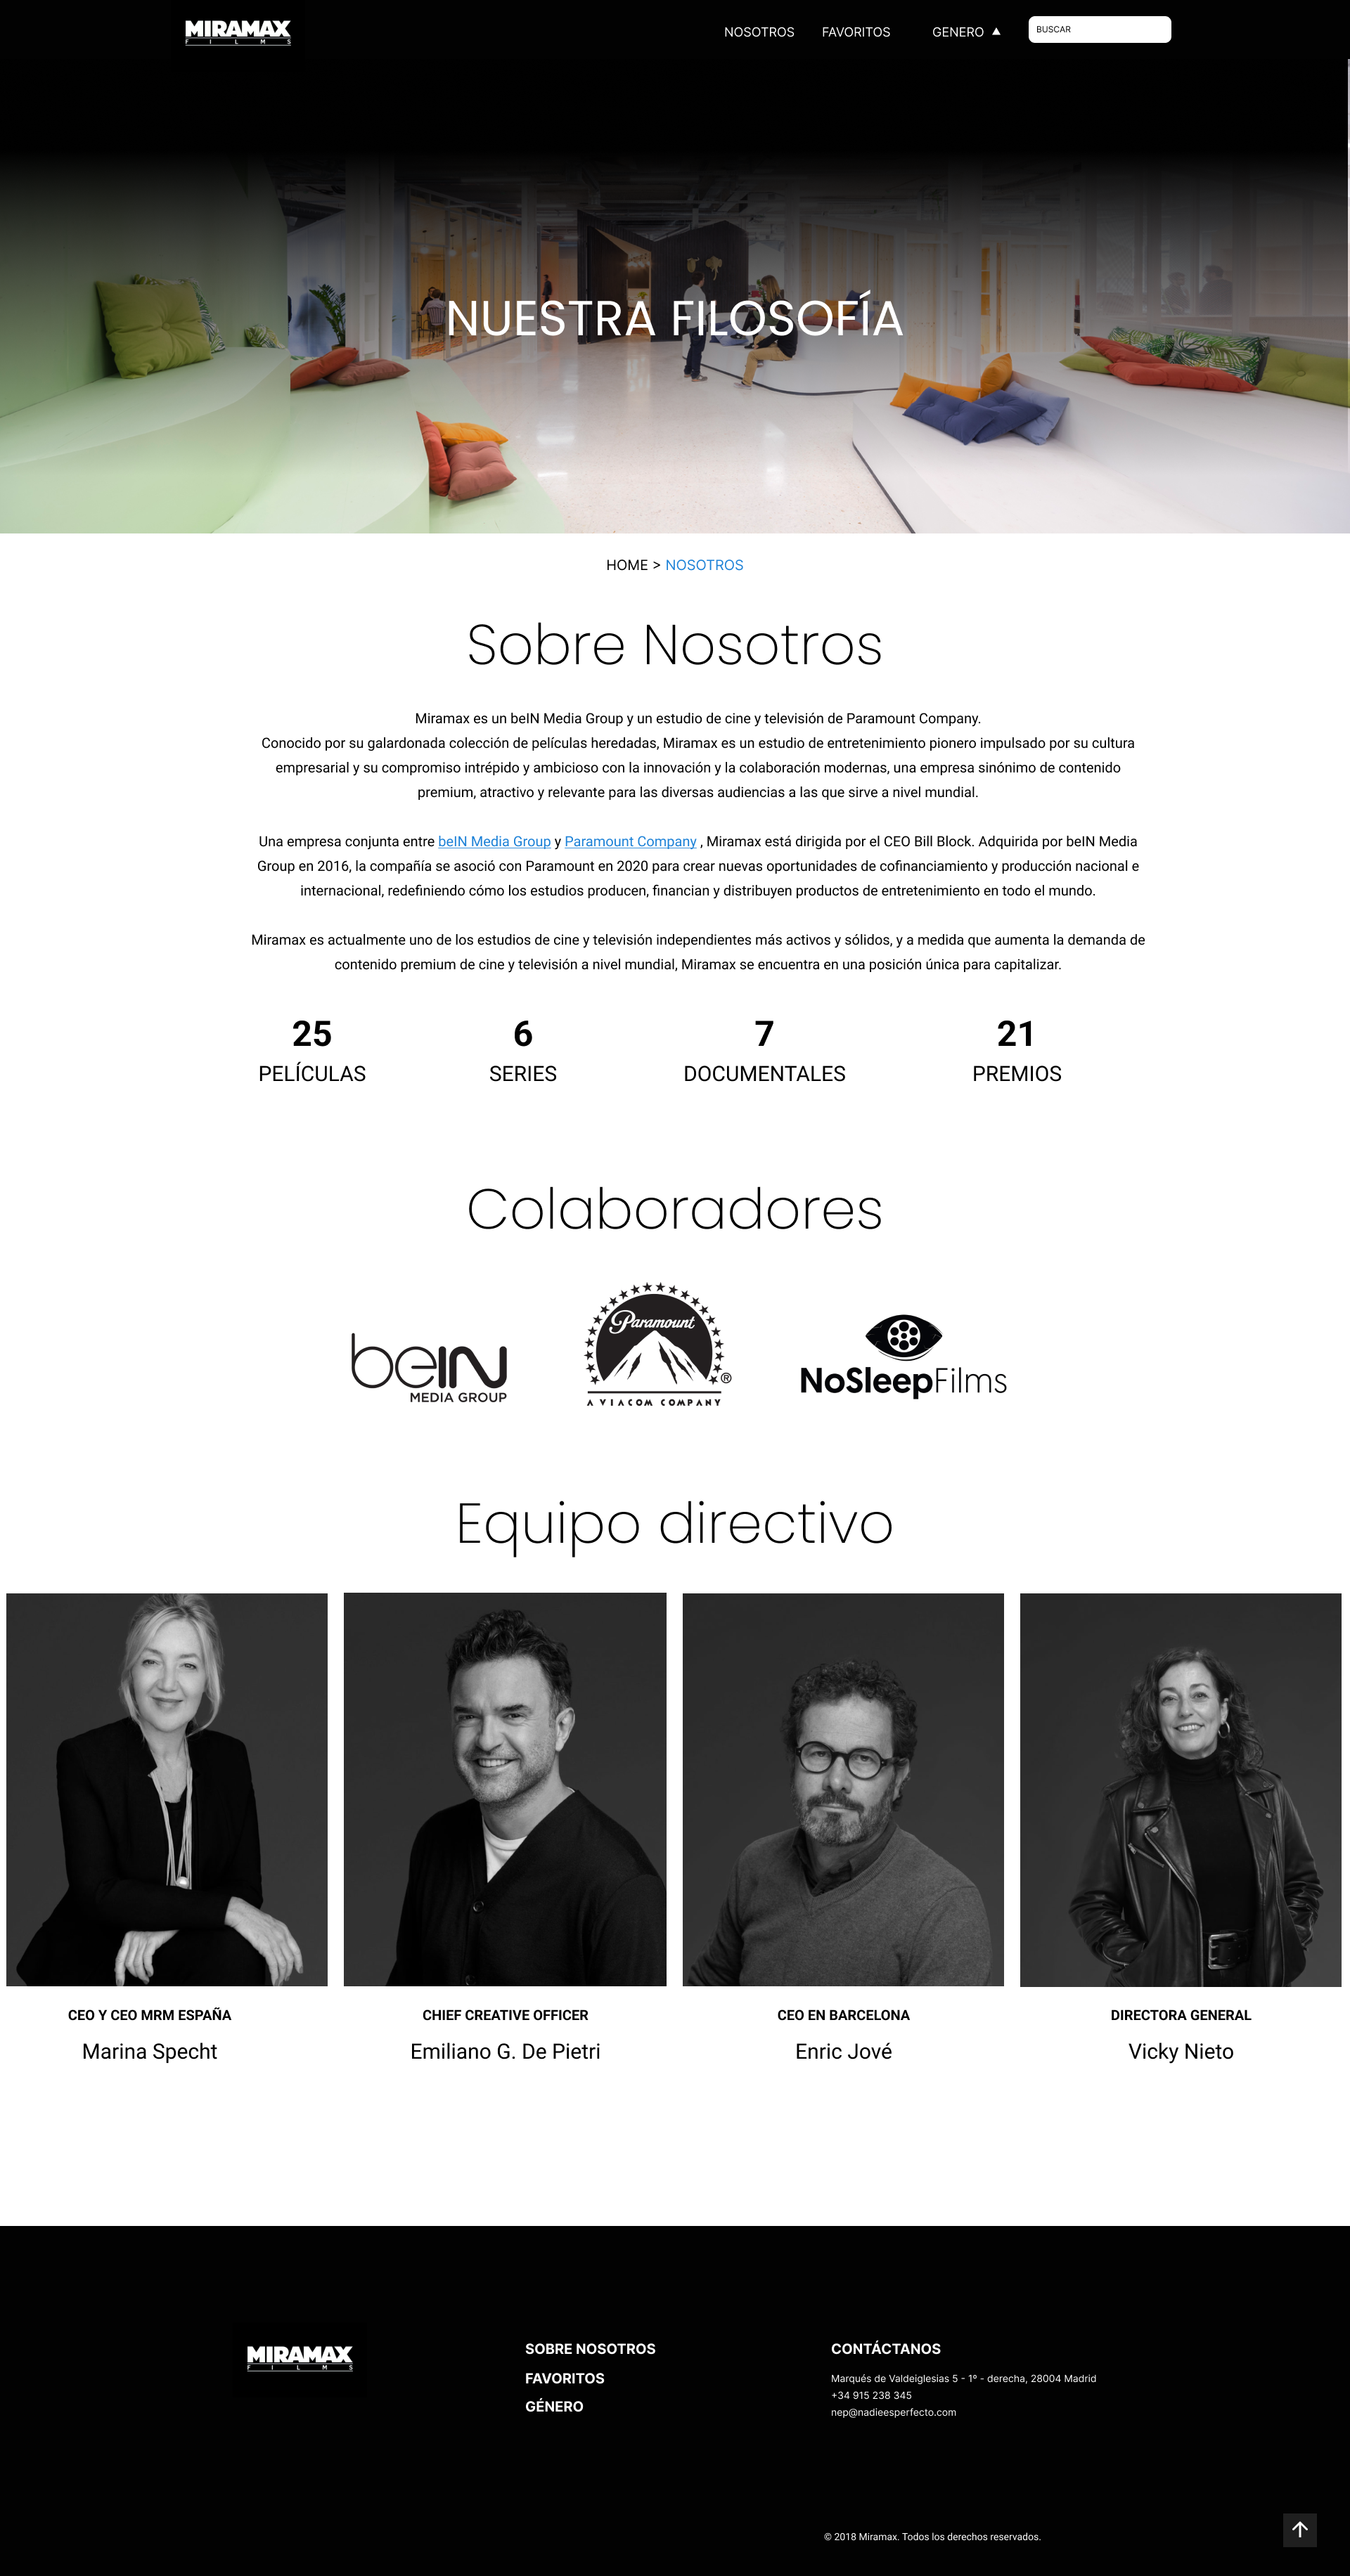 MIRAMAX
FILMS
NOSOTROS FAVORITOS GENERO BUSCAR
NUESTRA FILOSOFÍA
HOME > NOSOTROS
Sobre Nosotros
Miramax es un beIN Media Group y un estudio de cine y televisión de Paramount Company.
Conocido por su galardonada colección de películas heredadas, Miramax es un estudio de entretenimiento pionero impulsado por su cultura
empresarial y su compromiso intrépido y ambicioso con la innovación y la colaboración modernas, una empresa sinónimo de contenido
premium, atractivo y relevante para las diversas audiencias a las que sirve a nivel mundial.
Una empresa conjunta entre beIN Media Group y Paramount Company , Miramax está dirigida por el CEO Bill Block. Adquirida por beIN Media
Group en 2016, la compañía se asoció con Paramount en 2020 para crear nuevas oportunidades de cofinanciamiento y producción nacional e
internacional, redefiniendo cómo los estudios producen, financian y distribuyen productos de entretenimiento en todo el mundo.
Miramax es actualmente uno de los estudios de cine y televisión independientes más activos y sólidos, y a medida que aumenta la demanda de
contenido premium de cine y televisión a nivel mundial, Miramax se encuentra en una posición única para capitalizar.
25 6 7 21
PELÍCULAS SERIES DOCUMENTALES PREMIOS
Colaboradores
beIN
MEDIA GROUP
Paramount
®
A VIACOM COMPANY
NoSleepFilms
Equipo directivo
CEO Y CEO MRM ESPAÑA
Marina Specht
CHIEF CREATIVE OFFICER
Emiliano G. De Pietri
CEO EN BARCELONA
Enric Jové
DIRECTORA GENERAL
Vicky Nieto
MIRAMAX
FILMS
SOBRE NOSOTROS
FAVORITOS
GÉNERO
CONTÁCTANOS
Marqués de Valdeiglesias 5 - 1º - derecha, 28004 Madrid
+34 915 238 345
nep@nadieesperfecto.com
© 2018 Miramax. Todos los derechos reservados.